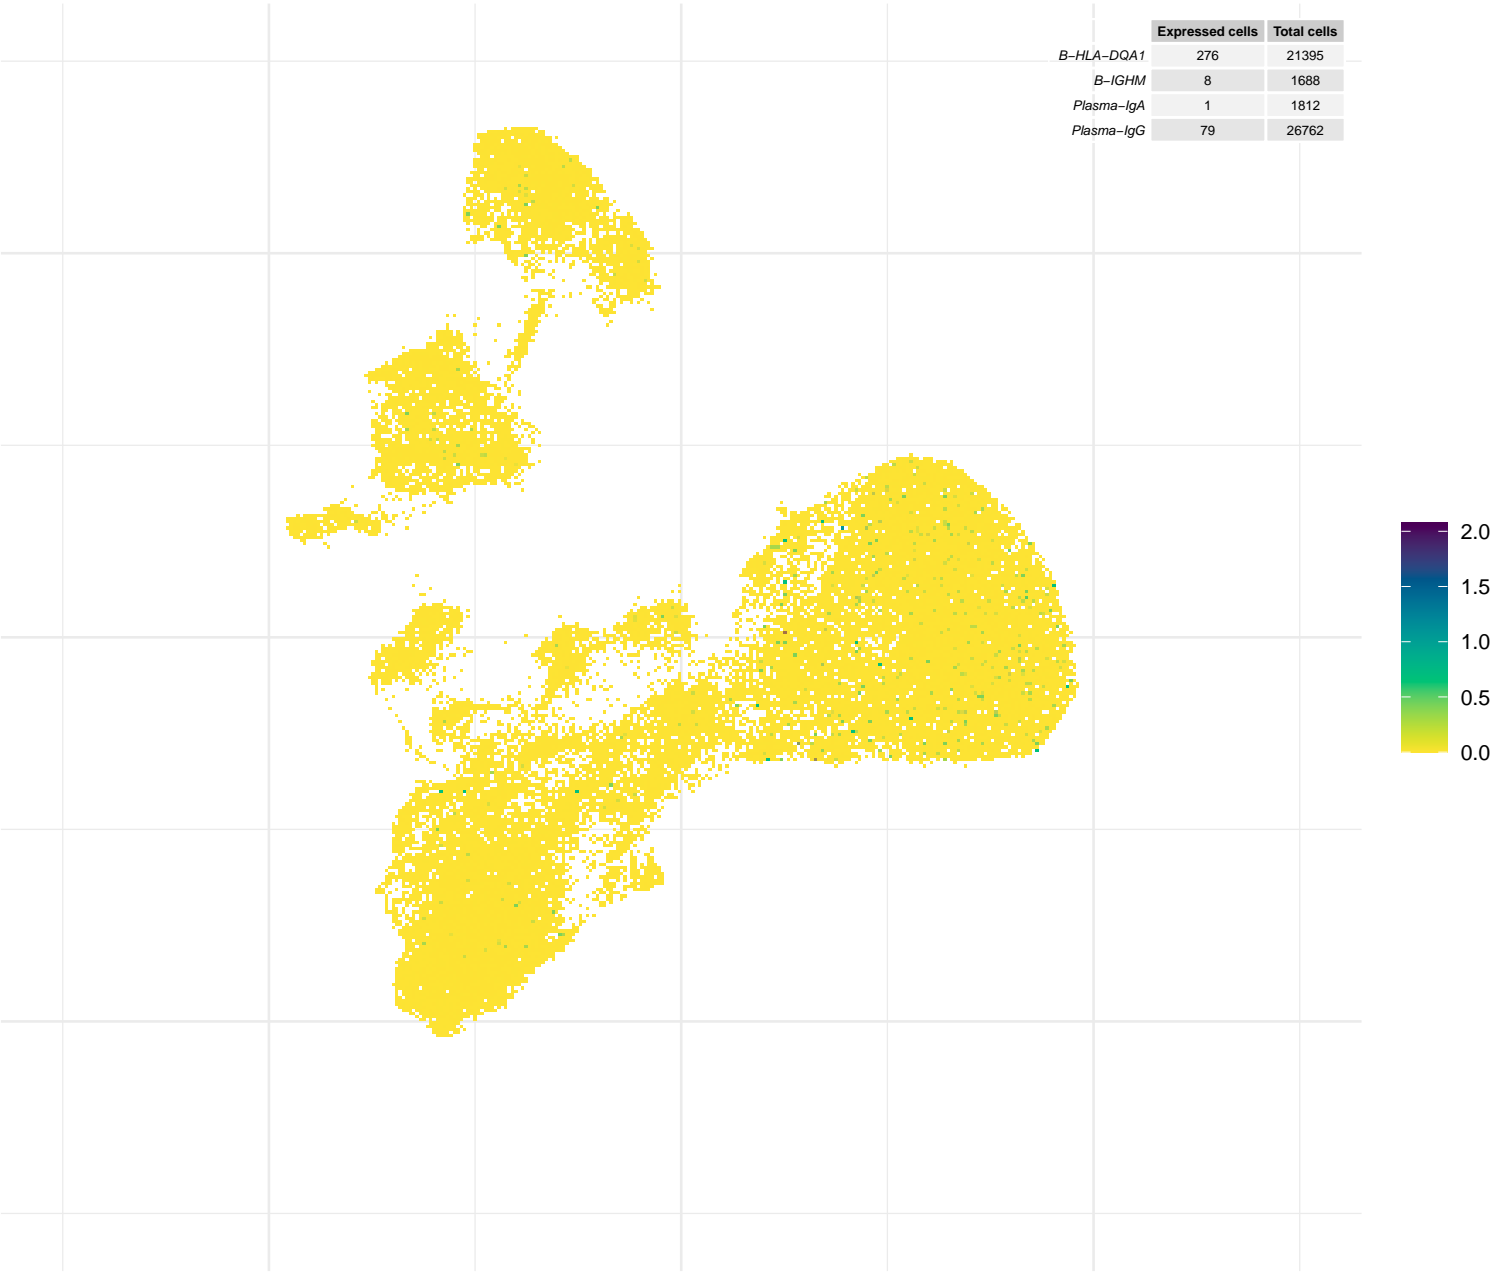 Expressed cells Total cells
B–HLA–DQA1 276 21395
B–IGHM 8 1688
Plasma–IgA 1 1812
Plasma–IgG 79 26762
2.0
1.5
1.0
0.5
0.0